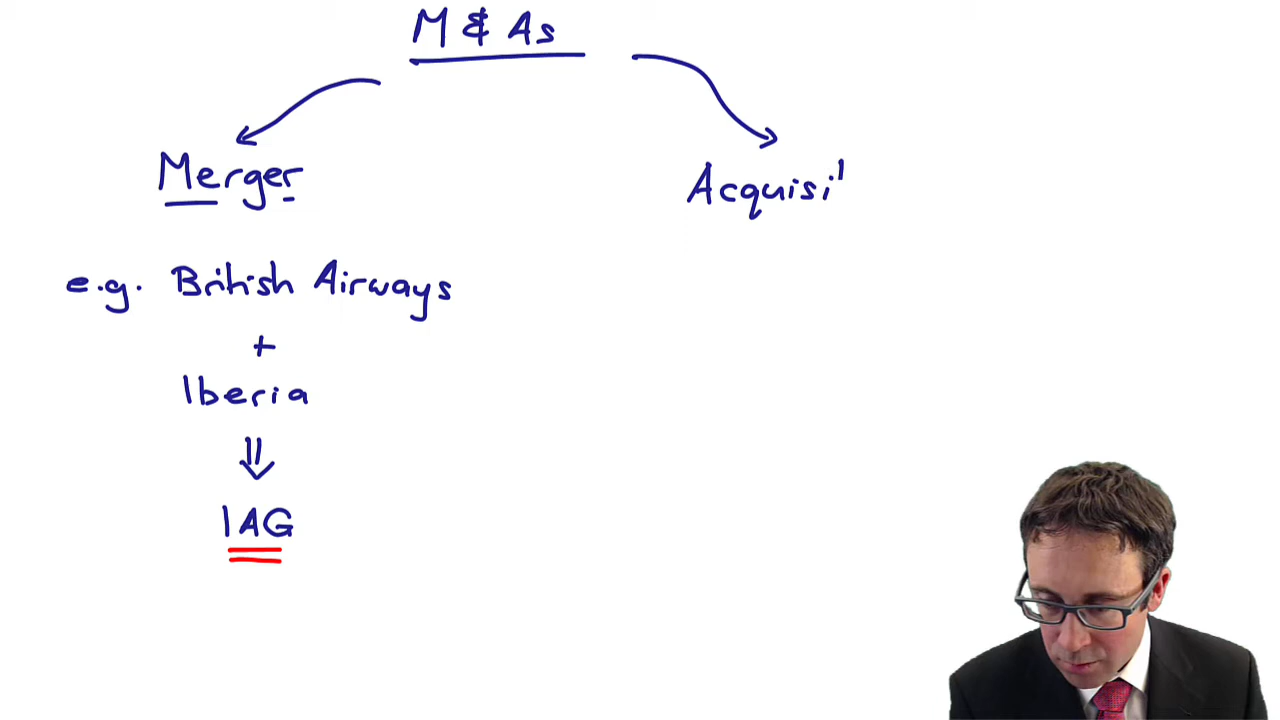 M & As
Merger
Acquisi'
e.g. British Airways
+
Iberia
⇓
IAG